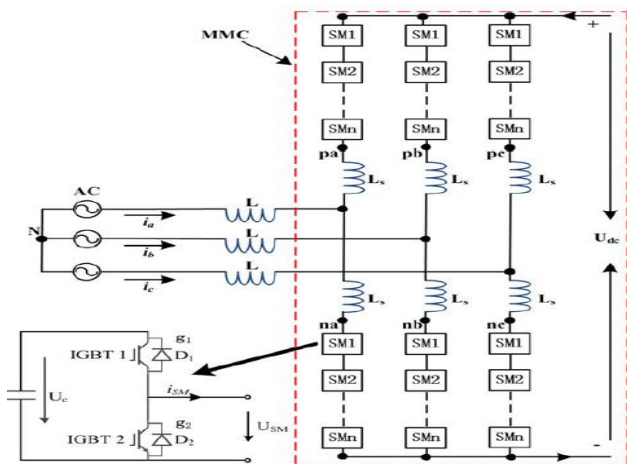 MMC
SM1 SM1 SM1 +
SM2 SM2 SM2
SMn SMn SMn
pa pb pc
Ls Ls Ls
AC
L
ia
N
L
ib
Udc
L
ic
Ls Ls Ls
na nb nc
SM1 SM1 SM1
g1
IGBT 1 D1
SM2 SM2 SM2
Uc
iSM
g2
USM
IGBT 2 D2
SMn SMn SMn -